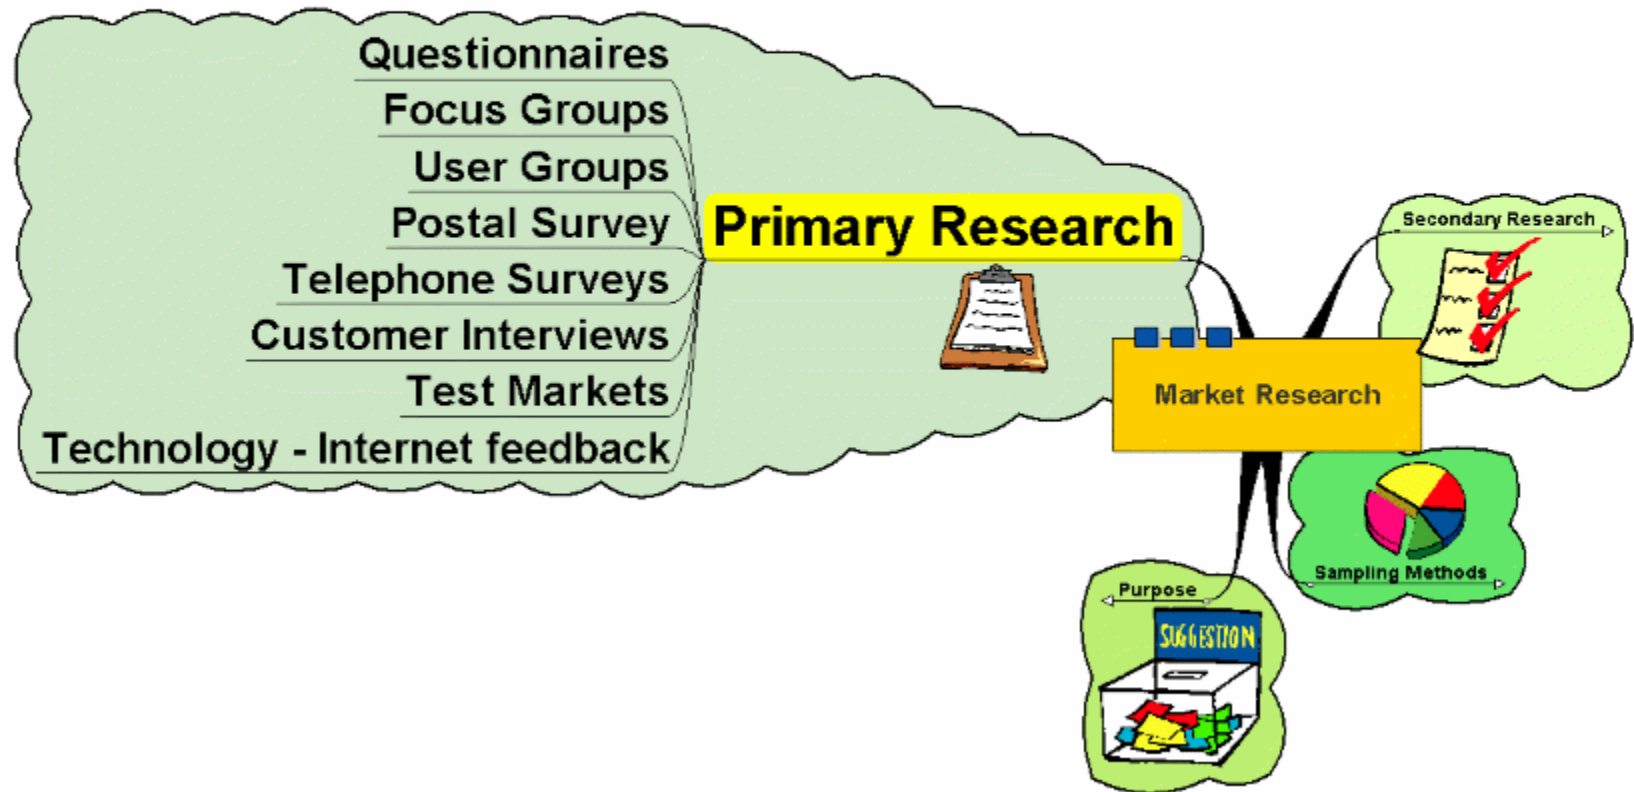 Questionnaires
Focus Groups
User Groups
Postal Survey
Telephone Surveys
Customer Interviews
Test Markets
Technology - Internet feedback
Primary Research
Secondary Research
Market Research
Sampling Methods
Purpose
SUGGESTION